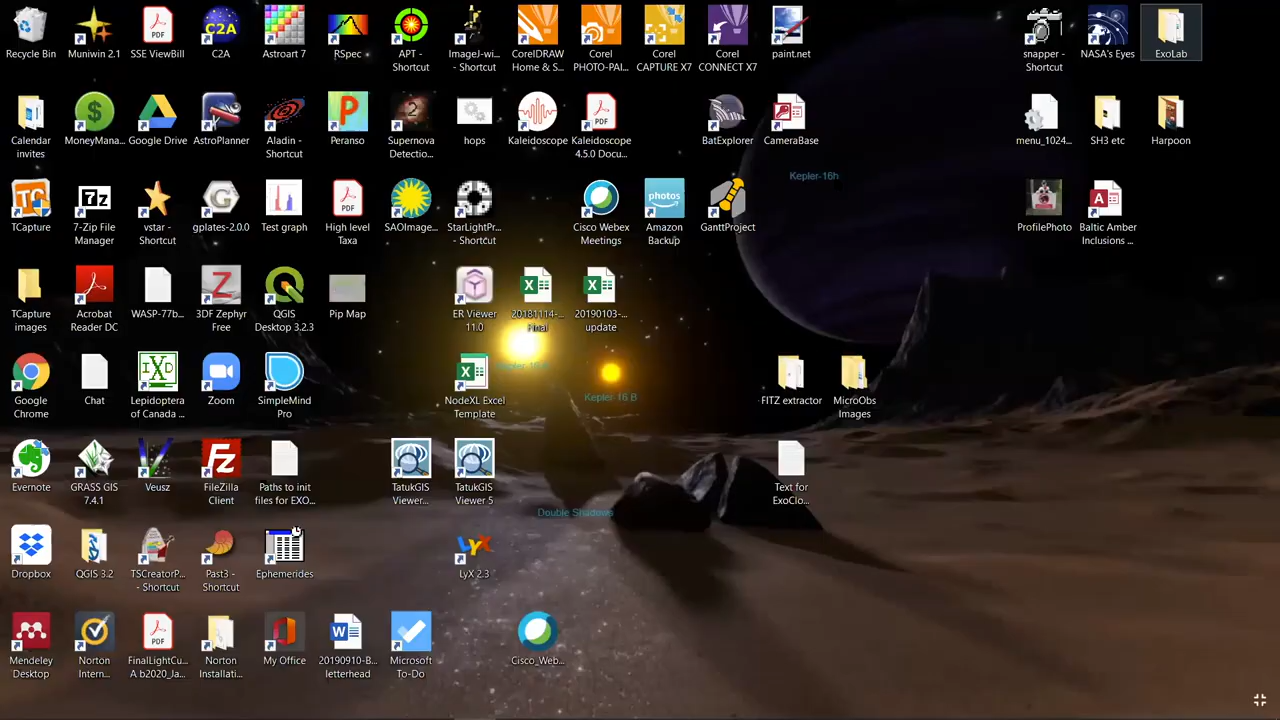 Recycle Bin
Muniwin 2.1
SSE ViewBill
C2A
Astroart 7
RSpec
APT -
Shortcut
ImageJ-wi...
- Shortcut
CorelDRAW
Home & S...
Corel
PHOTO-PAI...
Corel
CAPTURE X7
Corel
CONNECT X7
paint.net
snapper -
Shortcut
NASA's Eyes
ExoLab
Calendar
invites
MoneyMana...
Google Drive
AstroPlanner
Aladin -
Shortcut
Peranso
Supernova
Detectio...
hops
Kaleidoscope
Kaleidoscope
4.5.0 Docu...
BatExplorer
CameraBase
menu_1024...
SH3 etc
Harpoon
Kepler-16h
TCapture
7-Zip File
Manager
vstar -
Shortcut
gplates-2.0.0
Test graph
High level
Taxa
SAOImage...
StarLightPr...
- Shortcut
Cisco Webex
Meetings
Amazon
Backup
GanttProject
ProfilePhoto
Baltic Amber
Inclusions ...
TCapture
images
Acrobat
Reader DC
WASP-77b...
3DF Zephyr
Free
QGIS
Desktop 3.2.3
Pip Map
ER Viewer
11.0
20181114-...
Final
20190103-...
update
Google
Chrome
Chat
Lepidoptera
of Canada ...
Zoom
SimpleMind
Pro
NodeXL Excel
Template
Kepler-16 B
FITZ extractor
MicroObs
Images
Evernote
GRASS GIS
7.4.1
Veusz
FileZilla
Client
Paths to init
files for EXO...
TatukGIS
Viewer...
TatukGIS
Viewer 5
Text for
ExoClo...
Double Shadows
Dropbox
QGIS 3.2
TSCreatorP...
- Shortcut
Past3 -
Shortcut
Ephemerides
LyX 2.3
Mendeley
Desktop
Norton
Intern...
FinalLightCu...
A b2020_Ja...
Norton
Installati...
My Office
20190910-B...
letterhead
Microsoft
To-Do
Cisco_Web...